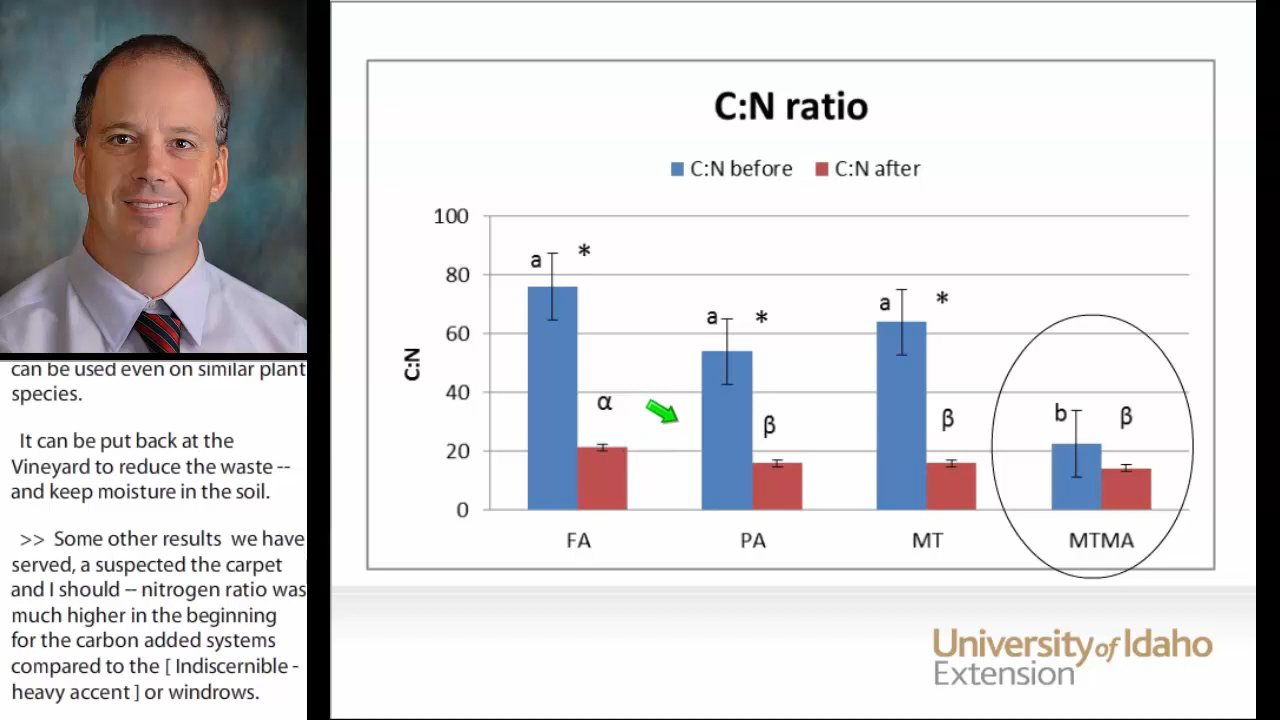 can be used even on similar plant
species.
It can be put back at the
Vineyard to reduce the waste --
and keep moisture in the soil.
>> Some other results we have
served, a suspected the carpet
and I should -- nitrogen ratio was
much higher in the beginning
for the carbon added systems
compared to the [ Indiscernible -
heavy accent ] or windrows.
C:N ratio
C:N before C:N after
100
80
60
40
20
0
C:N
a *
α
a *
β
a *
β
b β
FA PA MT MTMA
University of Idaho
Extension